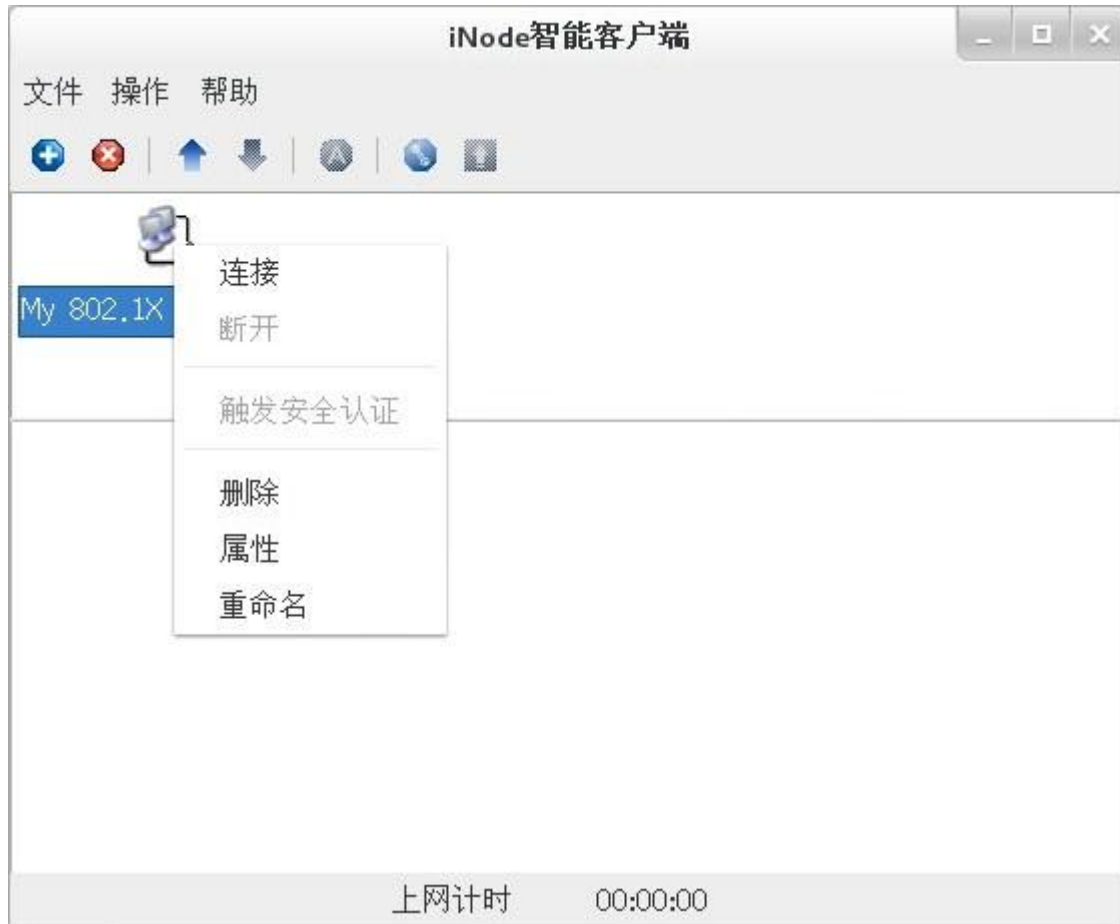 iNode智能客户端
文件 操作 帮助
My 802.1X
连接
断开
触发安全认证
删除
属性
重命名
上网计时 00:00:00